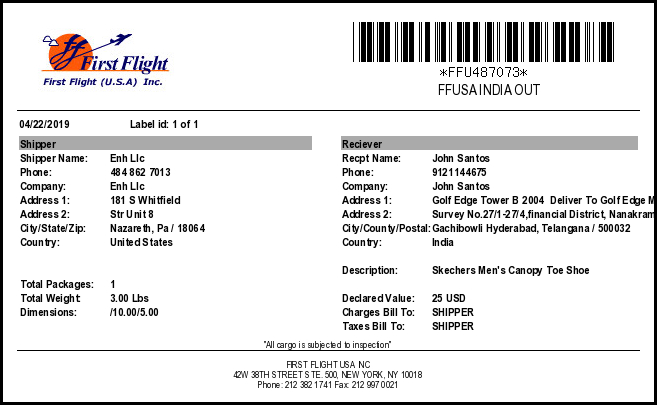 First Flight
First Flight (U.S.A) Inc.
*FFU487073*
FFUSA INDIA OUT
04/22/2019 Label id: 1 of 1
Shipper Reciever
Shipper Name: Enh Llc Recpt Name: John Santos
Phone: 484 862 7013 Phone: 9121144675
Company: Enh Llc Company: John Santos
Address 1: 181 S Whitfield Address 1: Golf Edge Tower B 2004 Deliver To Golf Edge M
Address 2: Str Unit 8 Address 2: Survey No.27/1-27/4,financial District, Nanakram
City/State/Zip: Nazareth, Pa / 18064 City/County/Postal: Gachibowli Hyderabad, Telangana / 500032
Country: United States Country: India
Description: Skechers Men's Canopy Toe Shoe
Total Packages: 1
Total Weight: 3.00 Lbs Declared Value: 25 USD
Dimensions: /10.00/5.00 Charges Bill To: SHIPPER
Taxes Bill To: SHIPPER
"All cargo is subjected to inspection"
FIRST FLIGHT USA INC
42W 38TH STREET STE. 500, NEW YORK, NY 10018
Phone: 212 382 1741 Fax: 212 997 0021